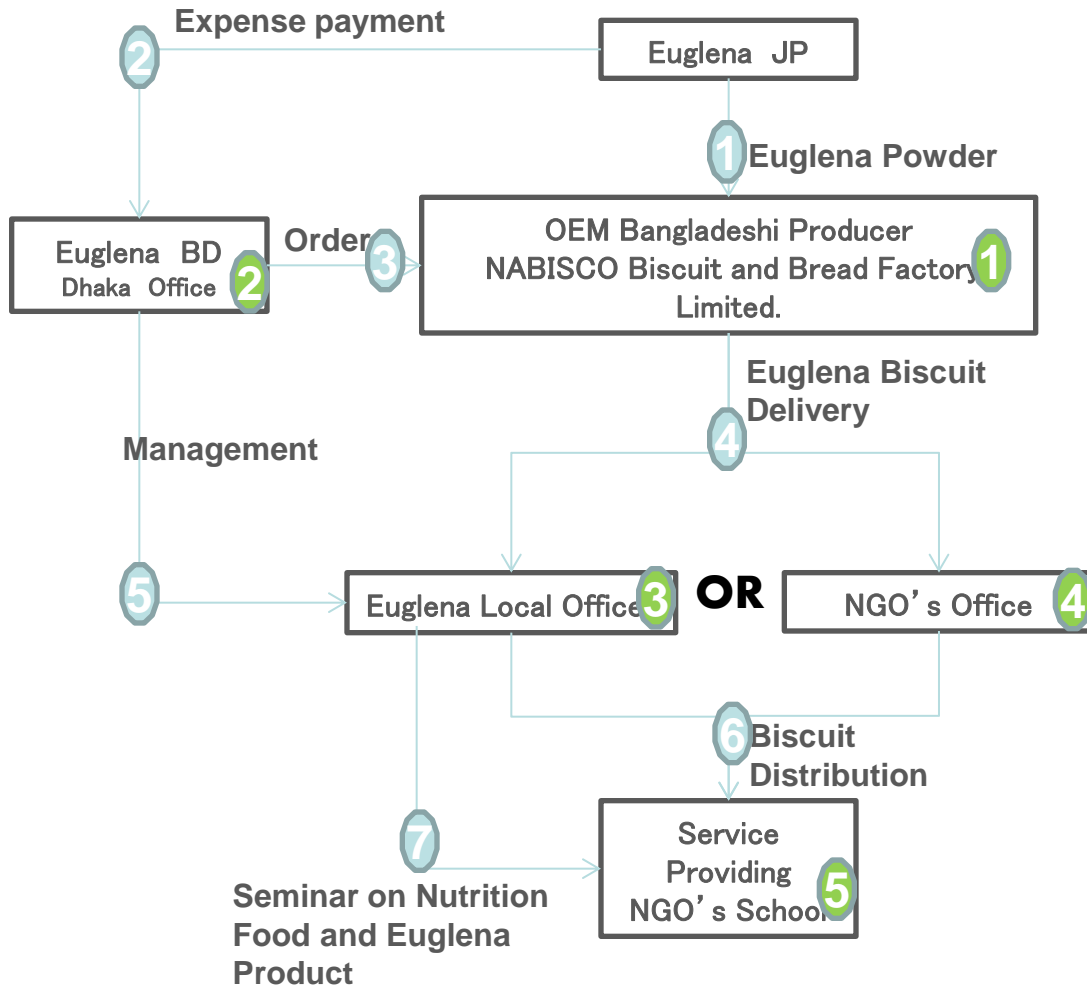 Expense payment
2
Euglena JP
1
Euglena Powder
Euglena BD
Dhaka Office
2
Order
3
OEM Bangladeshi Producer
NABISCO Biscuit and Bread Factory
Limited.
1
Euglena Biscuit
Delivery
4
Management
5
Euglena Local Office
3
OR
NGO's Office
4
6
Biscuit
Distribution
7
Service
Providing
NGO's School
5
Seminar on Nutrition
Food and Euglena
Product